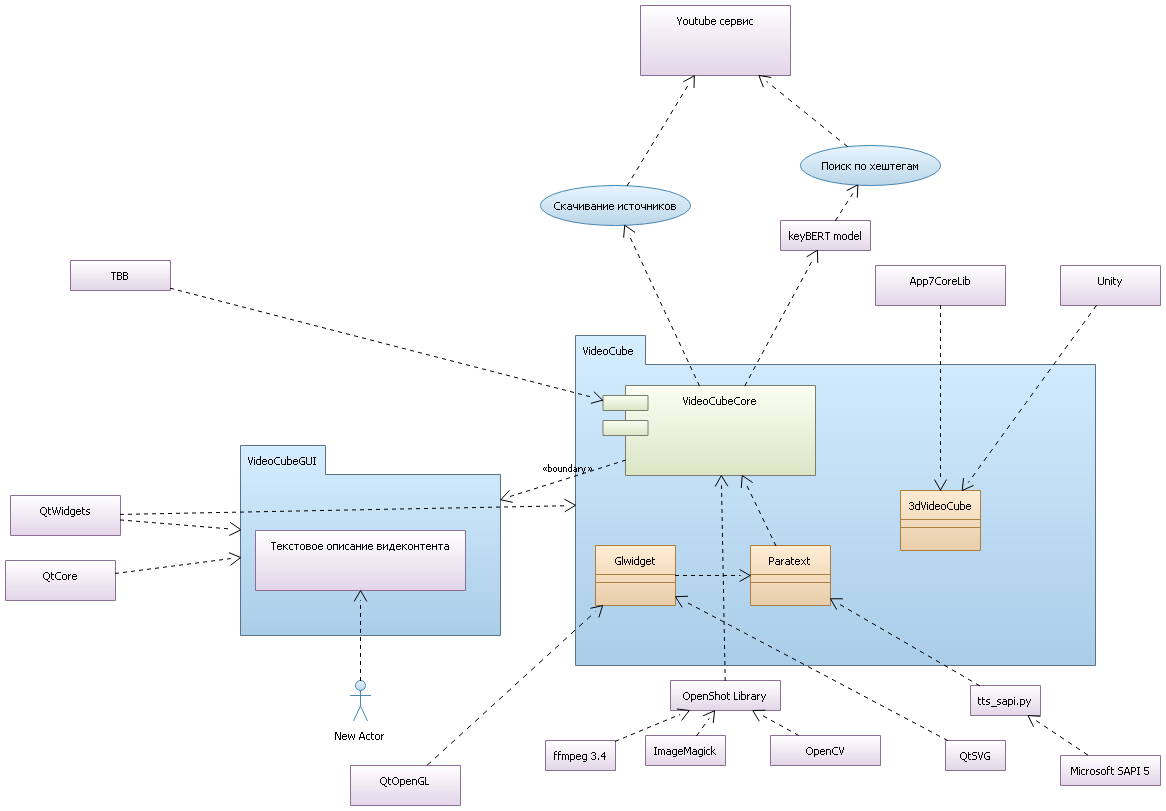 Youtube сервис
Поиск по хештегам
Скачивание источников
keyBERT model
TBB
App7CoreLib
Unity
VideoCube
VideoCubeCore
VideoCubeGUI
«boundary»
QtWidgets
3dVideoCube
Текстовое описание видеконтента
Glwidget
Paratext
QtCore
OpenShot Library
tts_sapi.py
New Actor
ffmpeg 3.4
ImageMagick
OpenCV
QtSVG
Microsoft SAPI 5
QtOpenGL